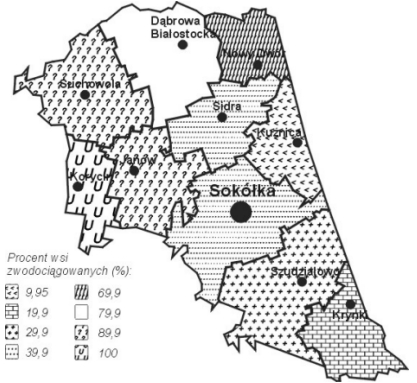 Dąbrowa
Białostocka
Nowy Dwór
Suchowola
Sidra
Kuźnica
Janów
Korycin
Sokółka
Szudziałowo
Krynki
Procent wsi
zwodociągowanych (%):
9,95 69,9
19,9 79,9
29,9 89,9
39,9 100